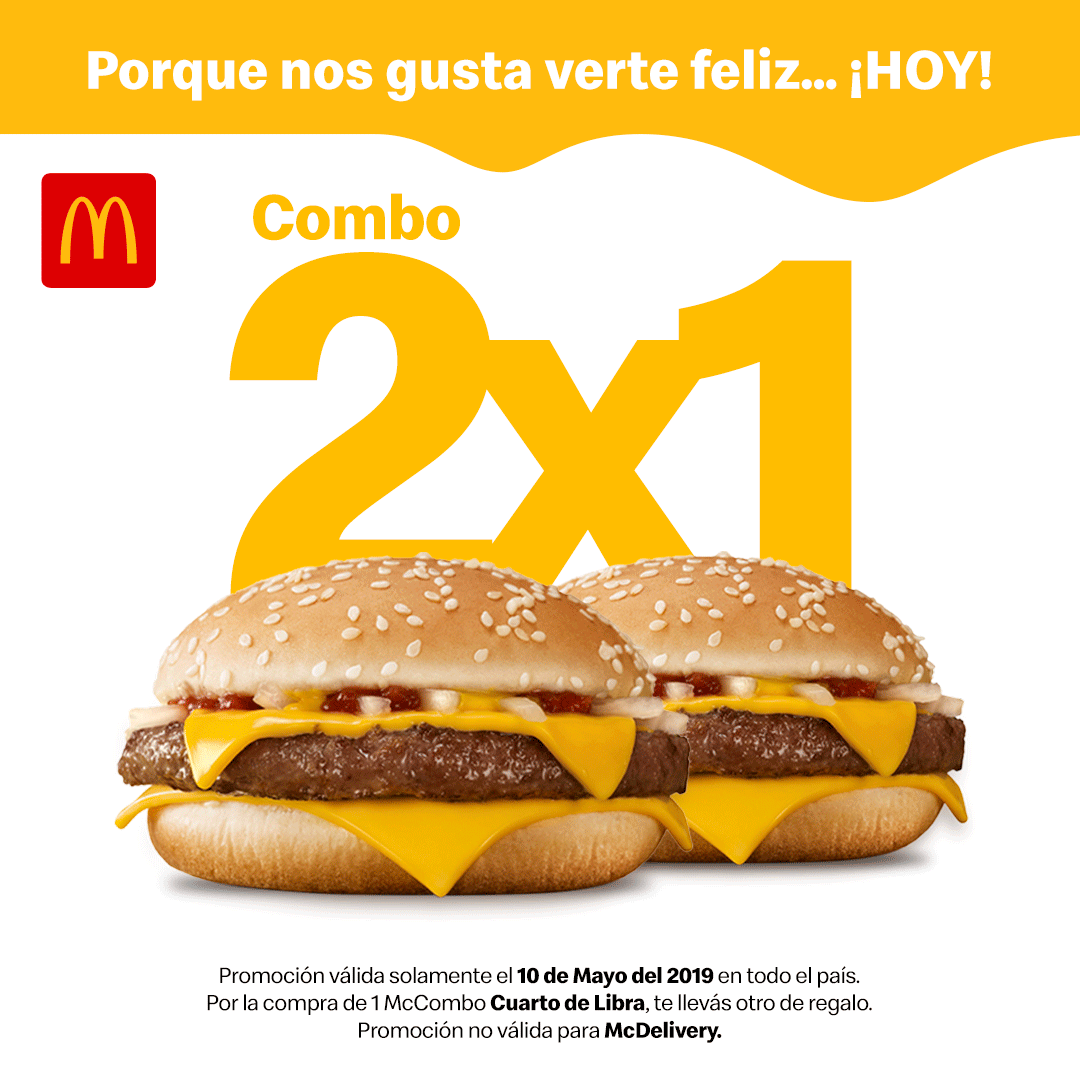 Porque nos gusta verte feliz... ¡HOY!
M
Combo
2x1
Promoción válida solamente el 10 de Mayo del 2019 en todo el país.
Por la compra de 1 McCombo Cuarto de Libra, te llevás otro de regalo.
Promoción no válida para McDelivery.